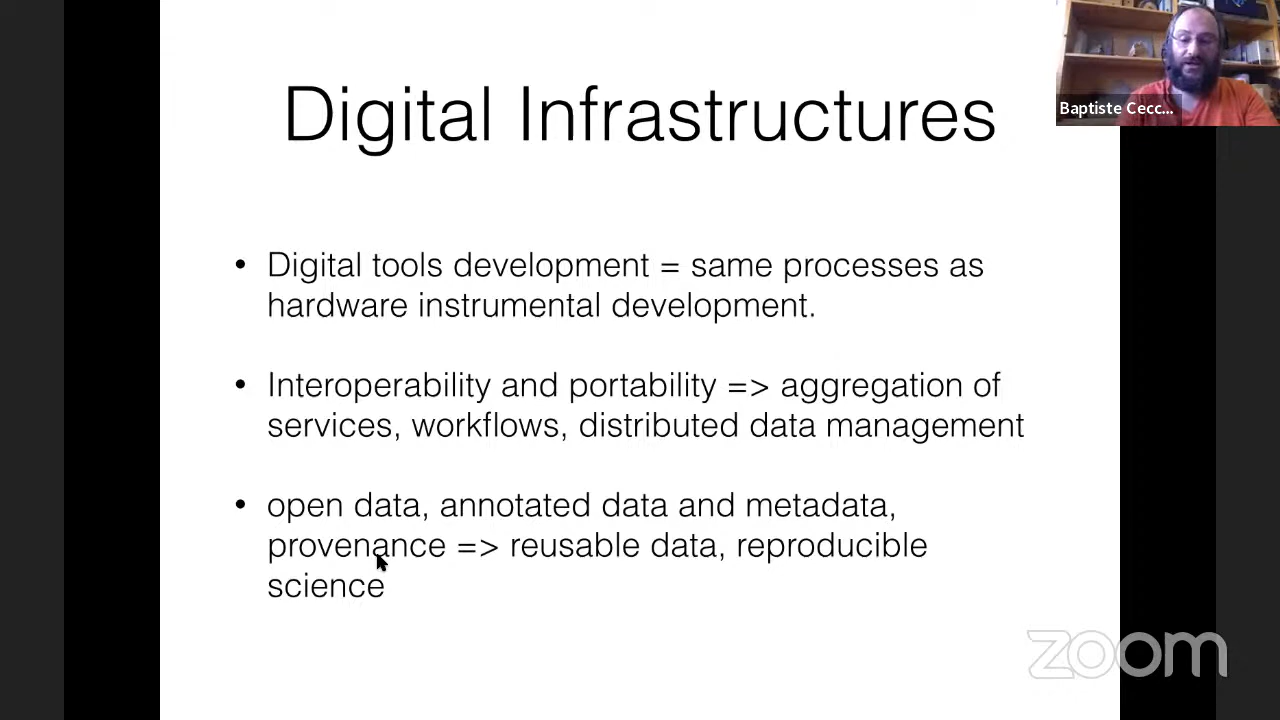 Digital Infrastructures
Baptiste Cecc...
• Digital tools development = same processes as
hardware instrumental development.
• Interoperability and portability => aggregation of
services, workflows, distributed data management
• open data, annotated data and metadata,
provenance => reusable data, reproducible
science
zoom